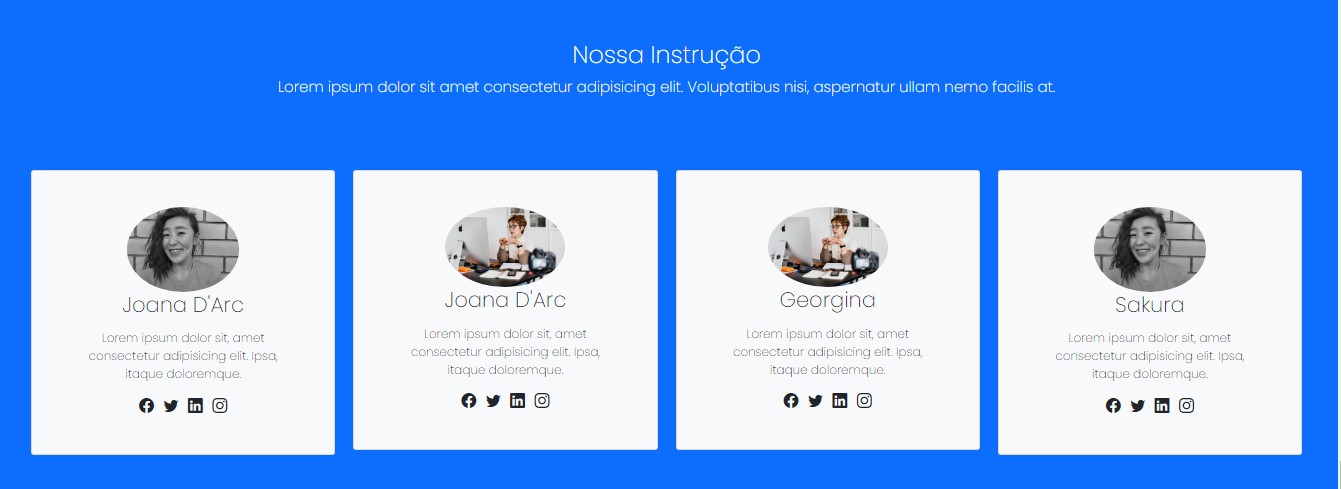 Nossa Instrução
Lorem ipsum dolor sit amet consectetur adipisicing elit. Voluptatibus nisi, aspernatur ullam nemo facilis at.
Joana D'Arc
Lorem ipsum dolor sit, amet
consectetur adipisicing elit. Ipsa,
itaque doloremque.
Joana D'Arc
Lorem ipsum dolor sit, amet
consectetur adipisicing elit. Ipsa,
itaque doloremque.
Georgina
Lorem ipsum dolor sit, amet
consectetur adipisicing elit. Ipsa,
itaque doloremque.
Sakura
Lorem ipsum dolor sit, amet
consectetur adipisicing elit. Ipsa,
itaque doloremque.